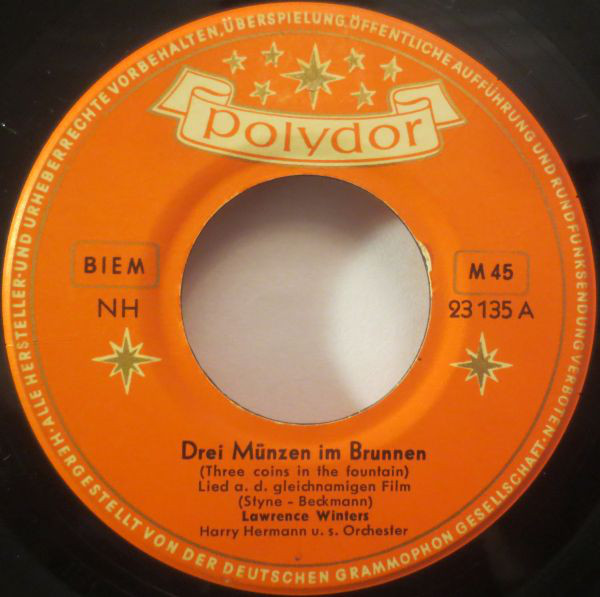 ALLE HERSTELLER- UND URHEBERRECHTE VORBEHALTEN, ÜBERSPIELUNG, ÖFFENTLICHE AUFFÜHRUNG UND RUNDFUNKSENDUNG VERBOTEN.
polydor
BIEM
M 45
NH
23 135 A
Drei Münzen im Brunnen
(Three coins in the fountain)
Lied a. d. gleichnamigen Film
(Styne - Beckmann)
Lawrence Winters
Harry Hermann u. s. Orchester
HERGESTELLT VON DER DEUTSCHEN GRAMMOPHON GESELLSCHAFT